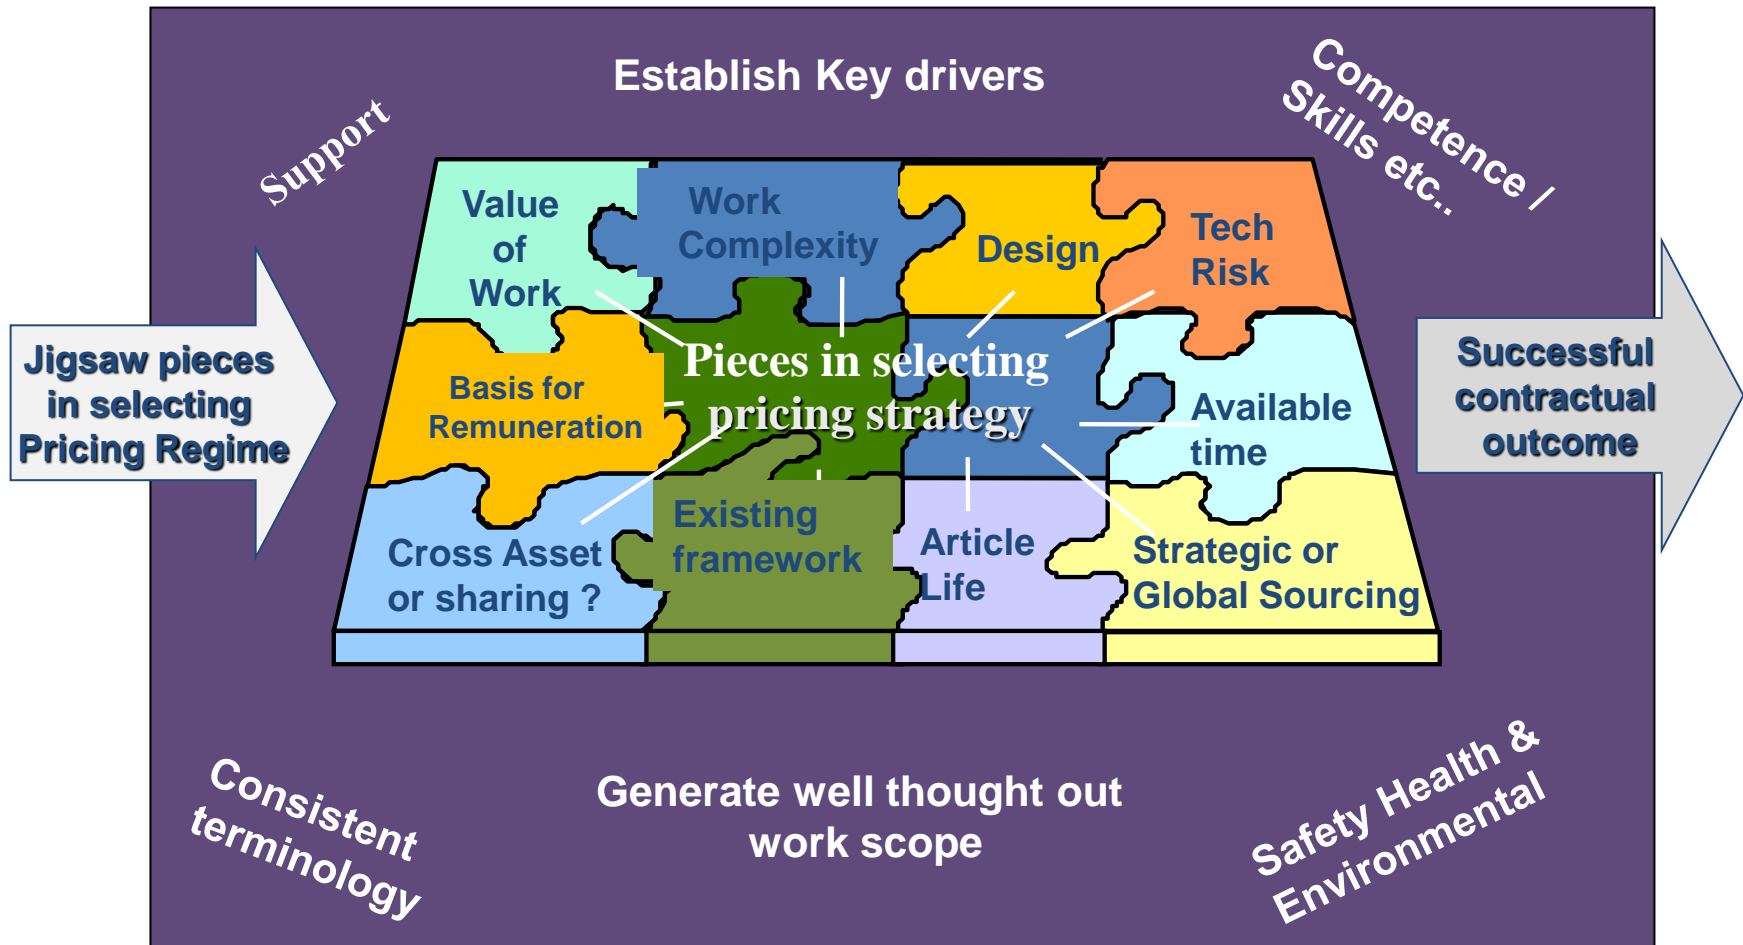 Establish Key drivers
Support
Competence /
Skills etc..
Value
of
Work
Work
Complexity
Design
Tech
Risk
Jigsaw pieces
in selecting
Pricing Regime
Basis for
Remuneration
Pieces in selecting
pricing strategy
Available
time
Successful
contractual
outcome
Cross Asset
or sharing ?
Existing
framework
Article
Life
Strategic or
Global Sourcing
Consistent
terminology
Generate well thought out
work scope
Safety Health &
Environmental